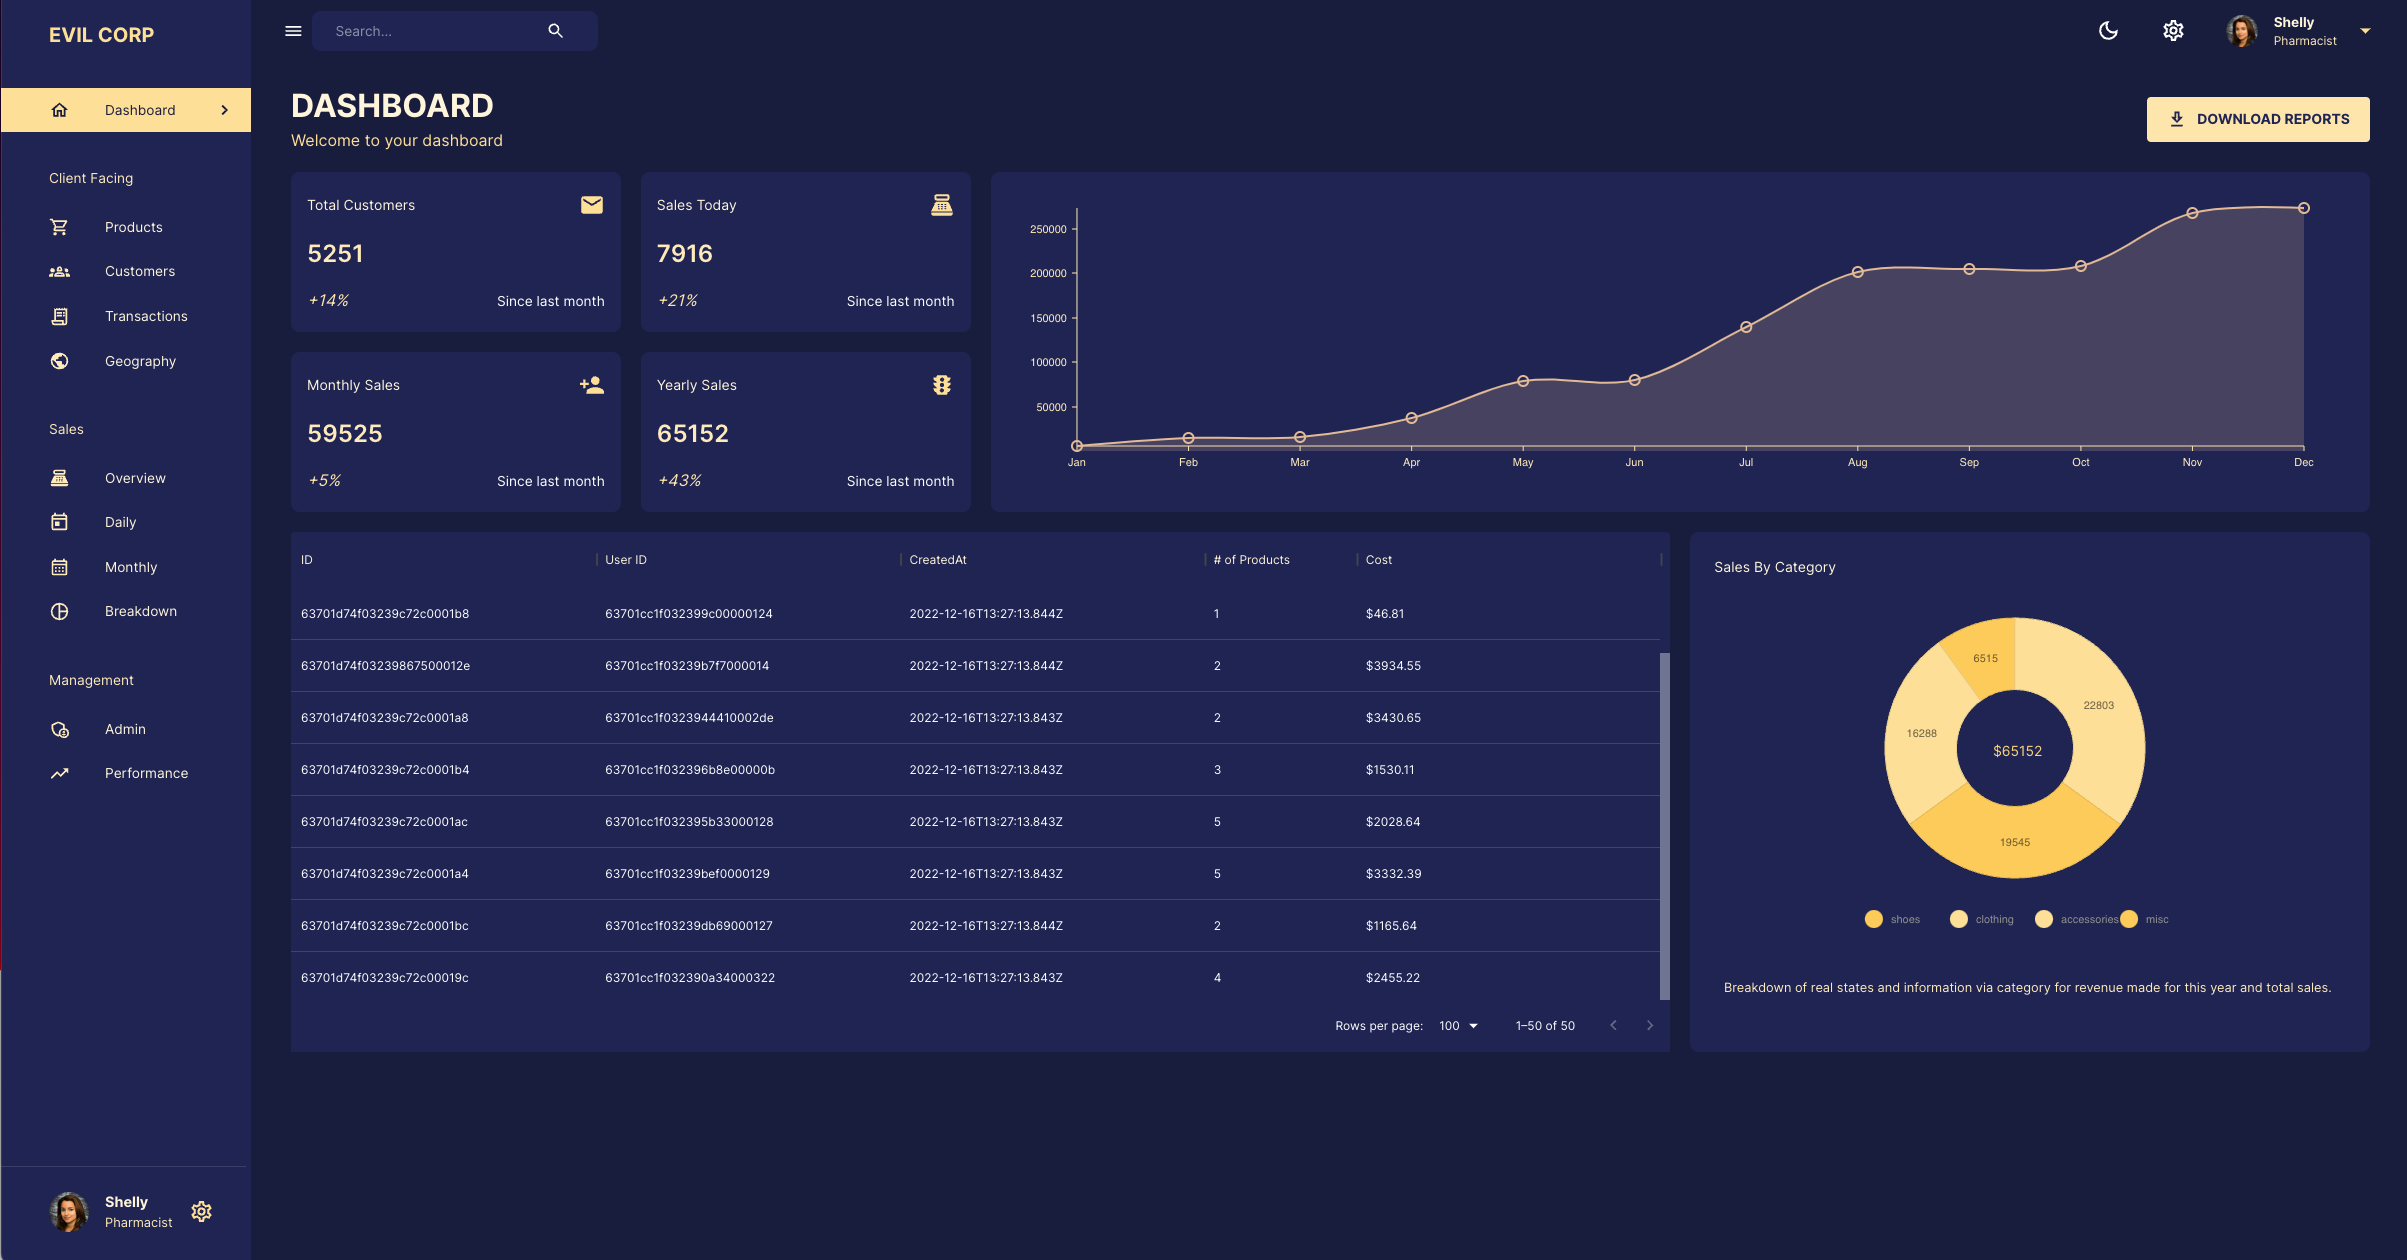 EVIL CORP
Search...
Shelly
Pharmacist
Dashboard
Client Facing
Products
Customers
Transactions
Geography
Sales
Overview
Daily
Monthly
Breakdown
Management
Admin
Performance
Shelly
Pharmacist
DASHBOARD
Welcome to your dashboard
DOWNLOAD REPORTS
Total Customers
5251
+14% Since last month
Sales Today
7916
+21% Since last month
Monthly Sales
59525
+5% Since last month
Yearly Sales
65152
+43% Since last month
250000
200000
150000
100000
50000
Jan Feb Mar Apr May Jun Jul Aug Sep Oct Nov Dec
ID User ID CreatedAt # of Products Cost
63701d74f03239c72c0001b8 63701cc1f032399c00000124 2022-12-16T13:27:13.844Z 1 $46.81
63701d74f03239867500012e 63701cc1f03239b7f7000014 2022-12-16T13:27:13.844Z 2 $3934.55
63701d74f03239c72c0001a8 63701cc1f0323944410002de 2022-12-16T13:27:13.843Z 2 $3430.65
63701d74f03239c72c0001b4 63701cc1f032396b8e00000b 2022-12-16T13:27:13.843Z 3 $1530.11
63701d74f03239c72c0001ac 63701cc1f032395b33000128 2022-12-16T13:27:13.843Z 5 $2028.64
63701d74f03239c72c0001a4 63701cc1f03239bef0000129 2022-12-16T13:27:13.843Z 5 $3332.39
63701d74f03239c72c0001bc 63701cc1f03239db69000127 2022-12-16T13:27:13.844Z 2 $1165.64
63701d74f03239c72c00019c 63701cc1f032390a34000322 2022-12-16T13:27:13.843Z 4 $2455.22
Rows per page: 100 1–50 of 50
Sales By Category
6515
22803
16288
$65152
19545
shoes clothing accessories misc
Breakdown of real states and information via category for revenue made for this year and total sales.